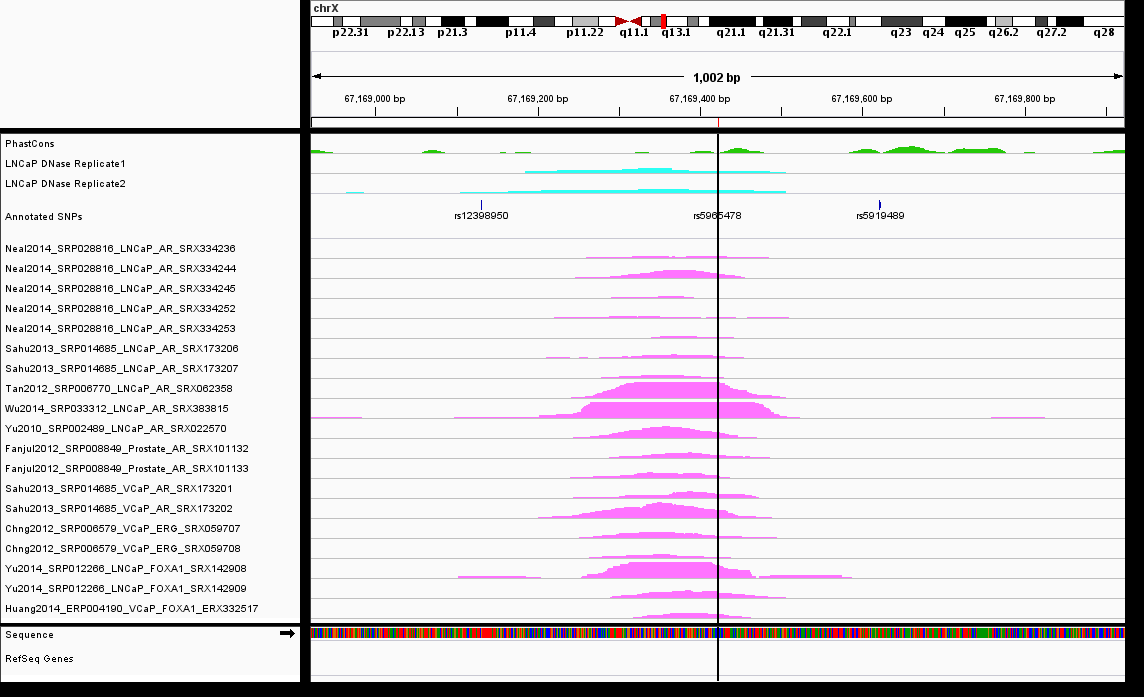 chrX
p22.31 p22.13 p21.3 p11.4 p11.22 q11.1 q13.1 q21.1 q21.31 q22.1 q23 q24 q25 q26.2 q27.2 q28
1,002 bp
67,169,000 bp 67,169,200 bp 67,169,400 bp 67,169,600 bp 67,169,800 bp
PhastCons
LNCaP DNase Replicate1
LNCaP DNase Replicate2
Annotated SNPs rs12398950 rs5965478 rs5919489
Neal2014_SRP028816_LNCaP_AR_SRX334236
Neal2014_SRP028816_LNCaP_AR_SRX334244
Neal2014_SRP028816_LNCaP_AR_SRX334245
Neal2014_SRP028816_LNCaP_AR_SRX334252
Neal2014_SRP028816_LNCaP_AR_SRX334253
Sahu2013_SRP014685_LNCaP_AR_SRX173206
Sahu2013_SRP014685_LNCaP_AR_SRX173207
Tan2012_SRP006770_LNCaP_AR_SRX062358
Wu2014_SRP033312_LNCaP_AR_SRX383815
Yu2010_SRP002489_LNCaP_AR_SRX022570
Fanjul2012_SRP008849_Prostate_AR_SRX101132
Fanjul2012_SRP008849_Prostate_AR_SRX101133
Sahu2013_SRP014685_VCaP_AR_SRX173201
Sahu2013_SRP014685_VCaP_AR_SRX173202
Chng2012_SRP006579_VCaP_ERG_SRX059707
Chng2012_SRP006579_VCaP_ERG_SRX059708
Yu2014_SRP012266_LNCaP_FOXA1_SRX142908
Yu2014_SRP012266_LNCaP_FOXA1_SRX142909
Huang2014_ERP004190_VCaP_FOXA1_ERX332517
Sequence
RefSeq Genes